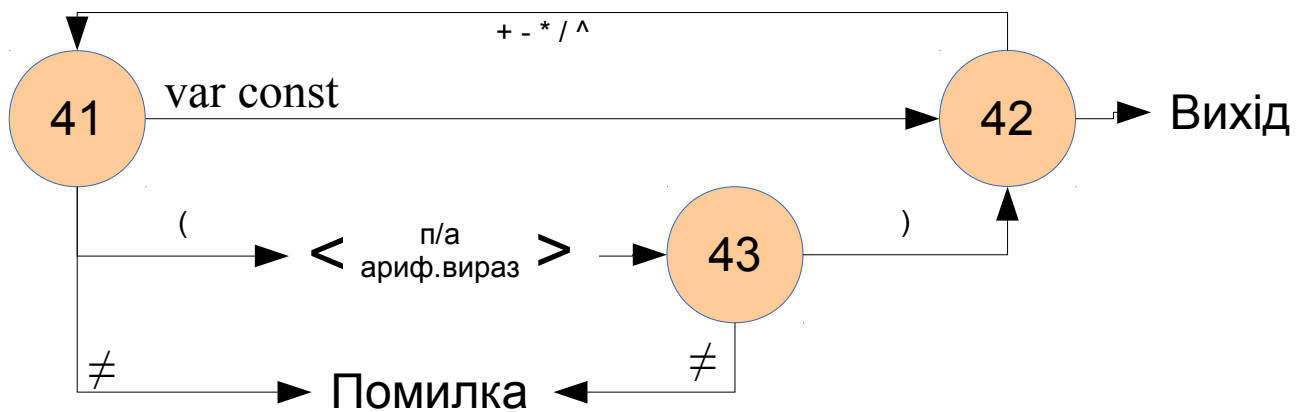 + - * / ^
41
var const
42
Вихід
(
< п/а ариф.вираз >
43
)
≠
Помилка
≠